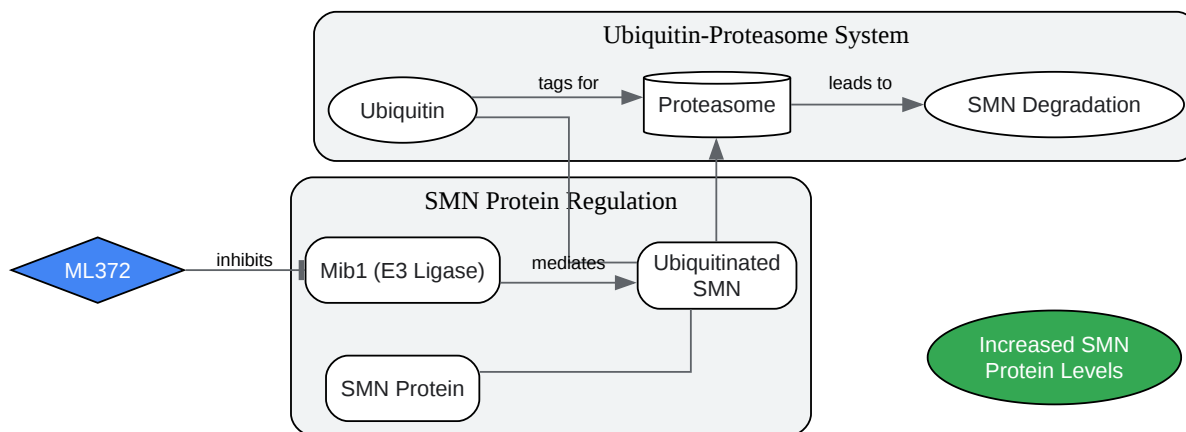 Ubiquitin-Proteasome System
Ubiquitin
tags for
Proteasome
leads to
SMN Degradation
SMN Protein Regulation
ML372
inhibits
Mib1 (E3 Ligase)
mediates
Ubiquitinated
SMN
SMN Protein
Increased SMN
Protein Levels